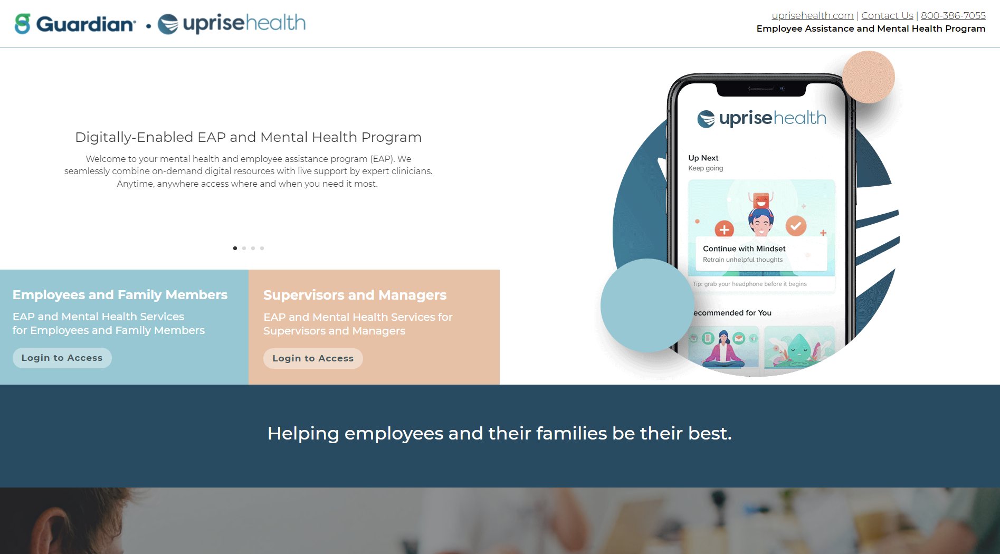 Guardian® • uprisehealth
uprisehealth.com | Contact Us | 800-386-7055
Employee Assistance and Mental Health Program
Digitally-Enabled EAP and Mental Health Program
Welcome to your mental health and employee assistance program (EAP). We
seamlessly combine on-demand digital resources with live support by expert clinicians.
Anytime, anywhere access where and when you need it most.
Employees and Family Members
EAP and Mental Health Services
for Employees and Family Members
Login to Access
Supervisors and Managers
EAP and Mental Health Services for
Supervisors and Managers
Login to Access
uprisehealth
Up Next
Keep going
Continue with Mindset
Retrain unhelpful thoughts
Tip: grab your headphone before it begins
ecommended for You
Helping employees and their families be their best.